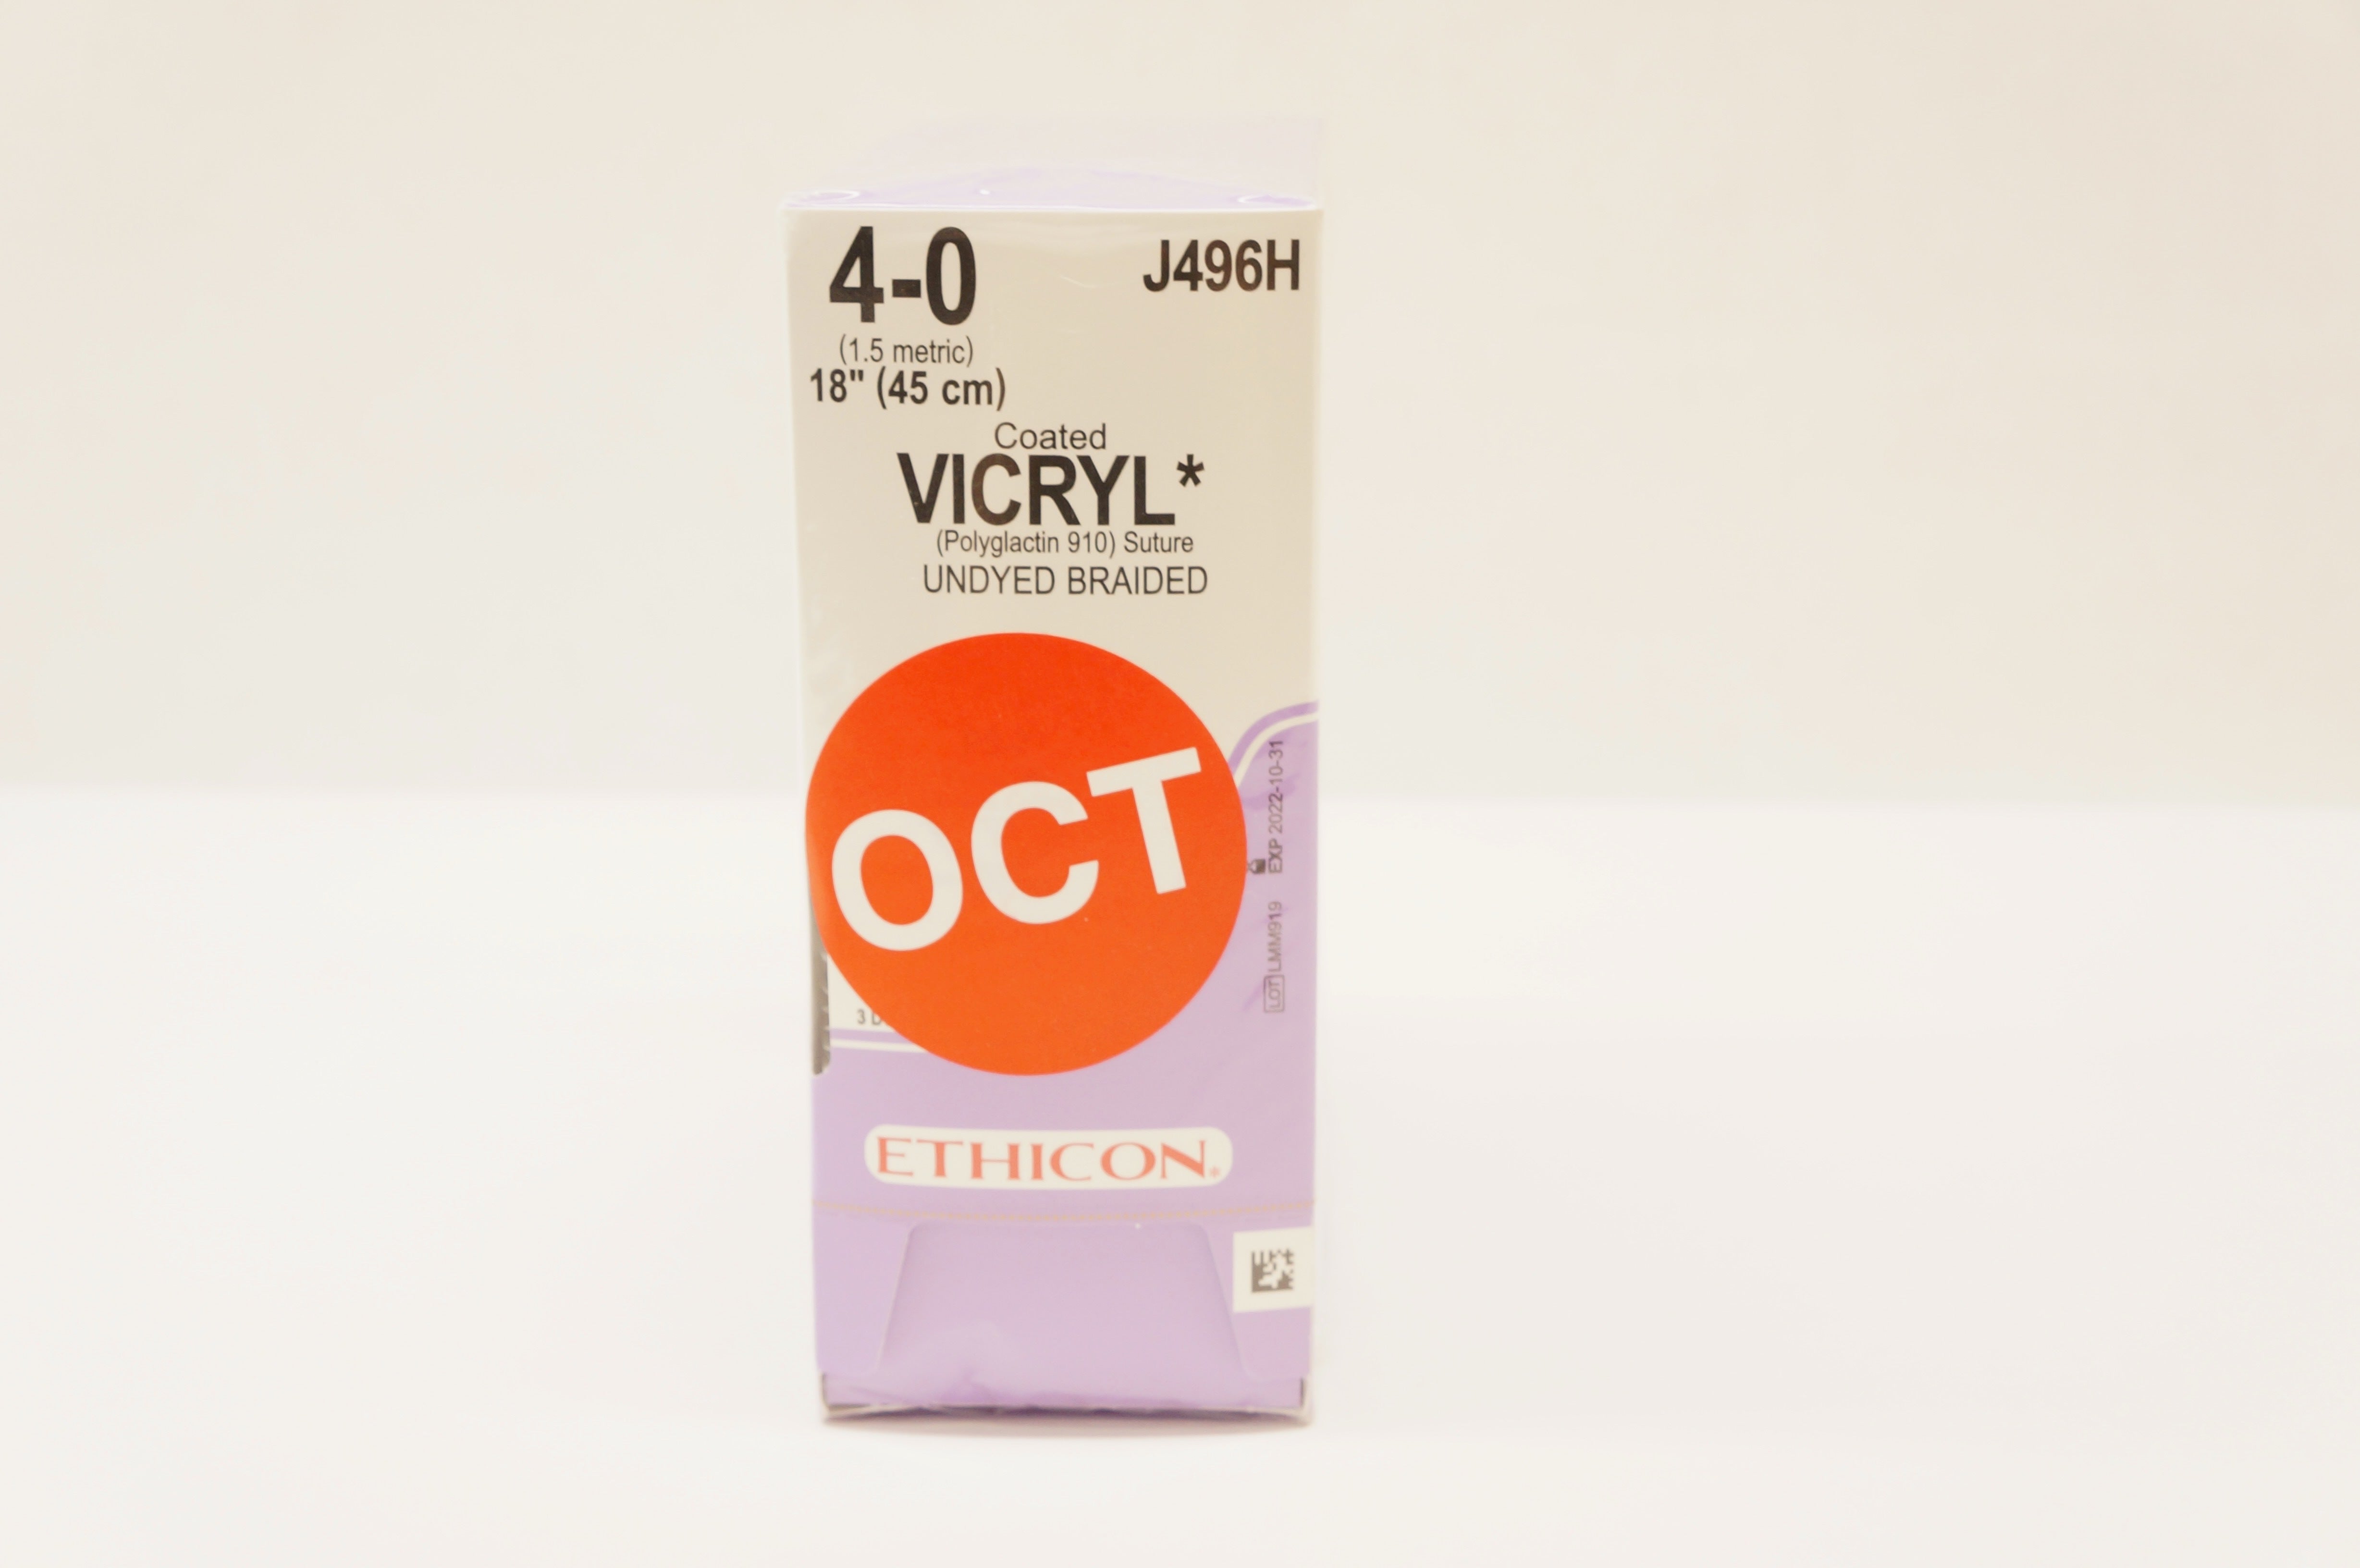 4-0
J496H
(1.5 metric)
18" (45 cm)
Coated
VICRYL*
(Polyglactin 910) Suture
UNDYED BRAIDED
OCT
EXP 2022-10-31
LOT LMM919
3
ETHICON®